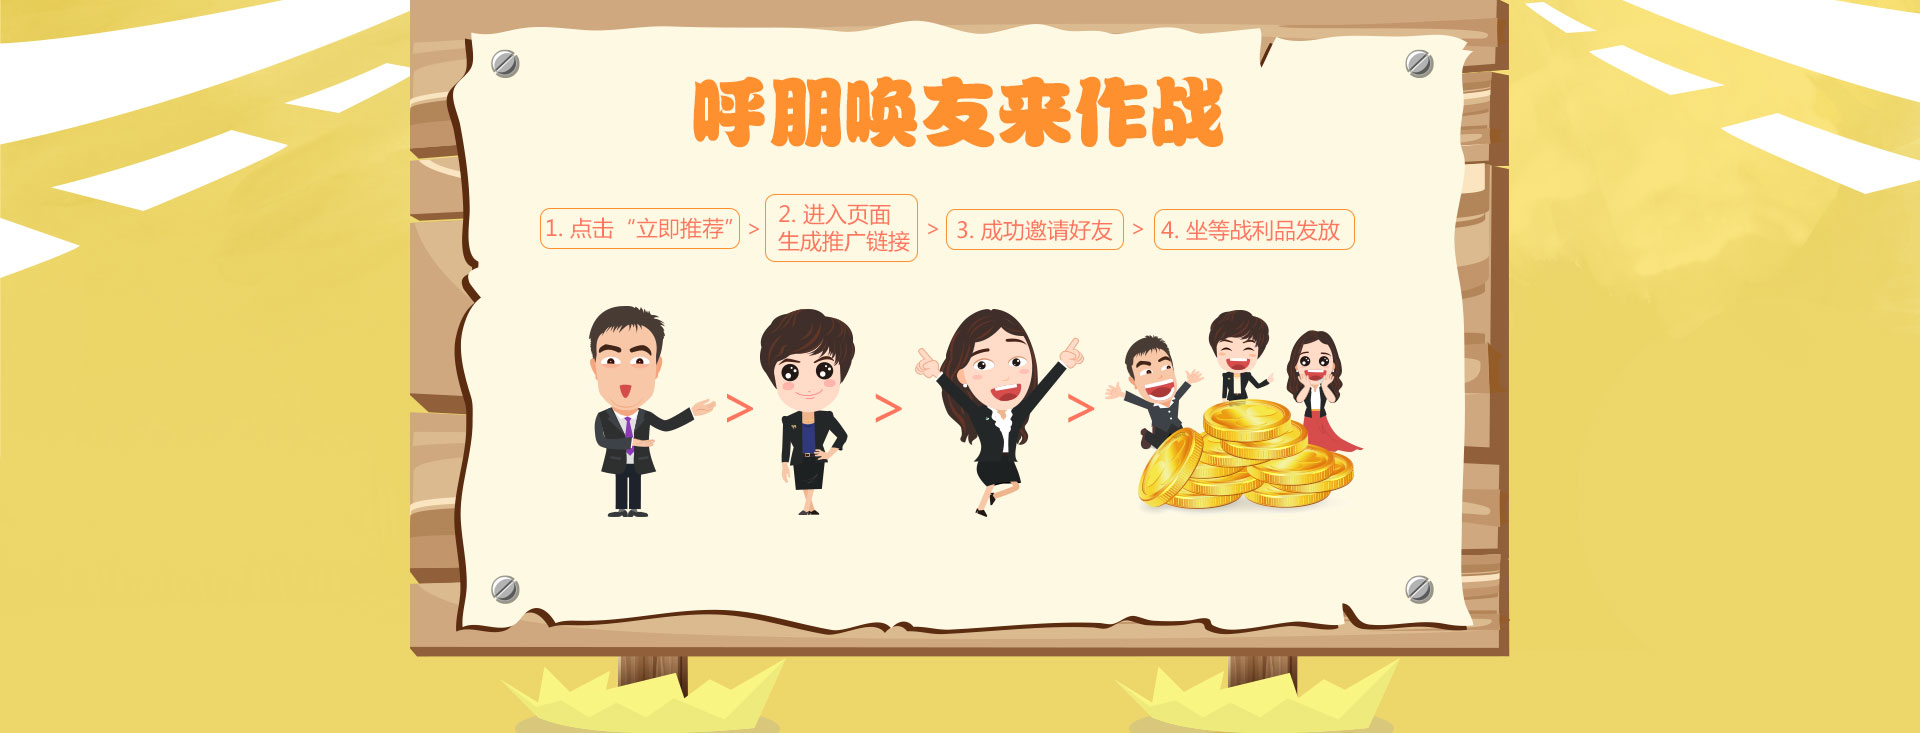 呼朋唤友来作战
1. 点击“立即推荐”
>
2. 进入页面
生成推广链接
>
3. 成功邀请好友
>
4. 坐等战利品发放
>
>
>